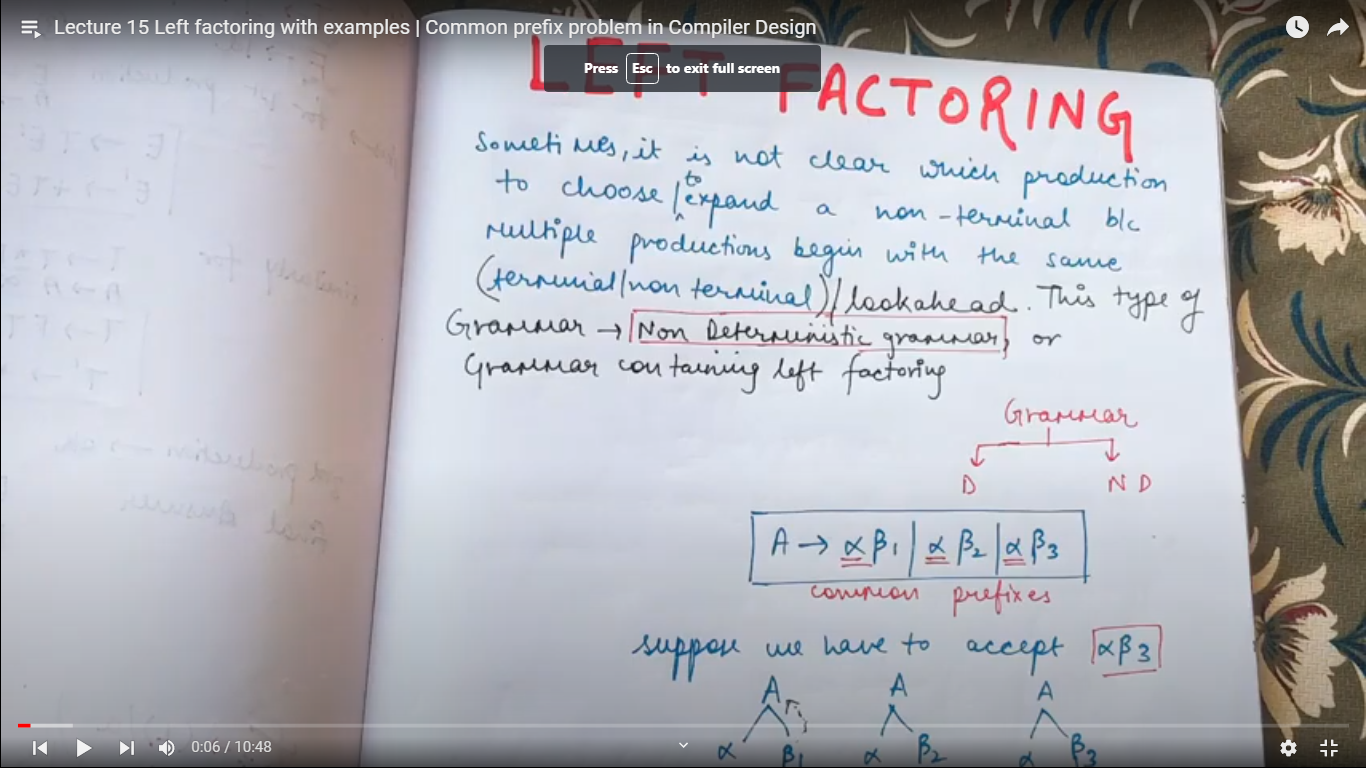 Lecture 15 Left factoring with examples | Common prefix problem in Compiler Design
Press Esc to exit full screen
LEFT FACTORING
Sometimes, it is not clear which production
to choose/to expand a non-terminal b/c
multiple productions begin with the same
(terminal/non terminal)/lookahead. This type of
Grammar → Non Deterministic grammar, or
Grammar containing left factoring
Grammar
D N D
A → αβ1 | αβ2 | αβ3
common prefixes
suppose we have to accept αβ3
A A A
α β1 α β2 α β3
0:06 / 10:48